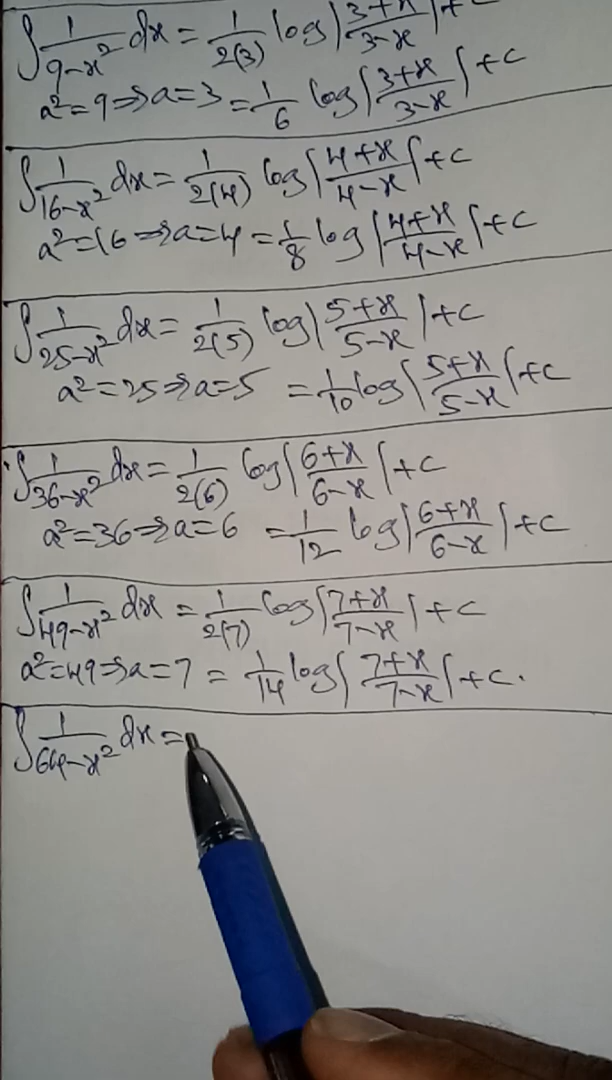 ∫ 1/(9-x²) dx = 1/2(3) log|(3+x)/(3-x)|+c
a²=9⇒a=3 = 1/6 log|(3+x)/(3-x)|+c
∫ 1/(16-x²) dx = 1/2(4) log|(4+x)/(4-x)|+c
a²=16⇒a=4 = 1/8 log|(4+x)/(4-x)|+c
∫ 1/(25-x²) dx = 1/2(5) log|(5+x)/(5-x)|+c
a²=25⇒a=5 = 1/10 log|(5+x)/(5-x)|+c
∫ 1/(36-x²) dx = 1/2(6) log|(6+x)/(6-x)|+c
a²=36⇒a=6 = 1/12 log|(6+x)/(6-x)|+c
∫ 1/(49-x²) dx = 1/2(7) log|(7+x)/(7-x)|+c
a²=49⇒a=7 = 1/14 log|(7+x)/(7-x)|+c.
∫ 1/(64-x²) dx =